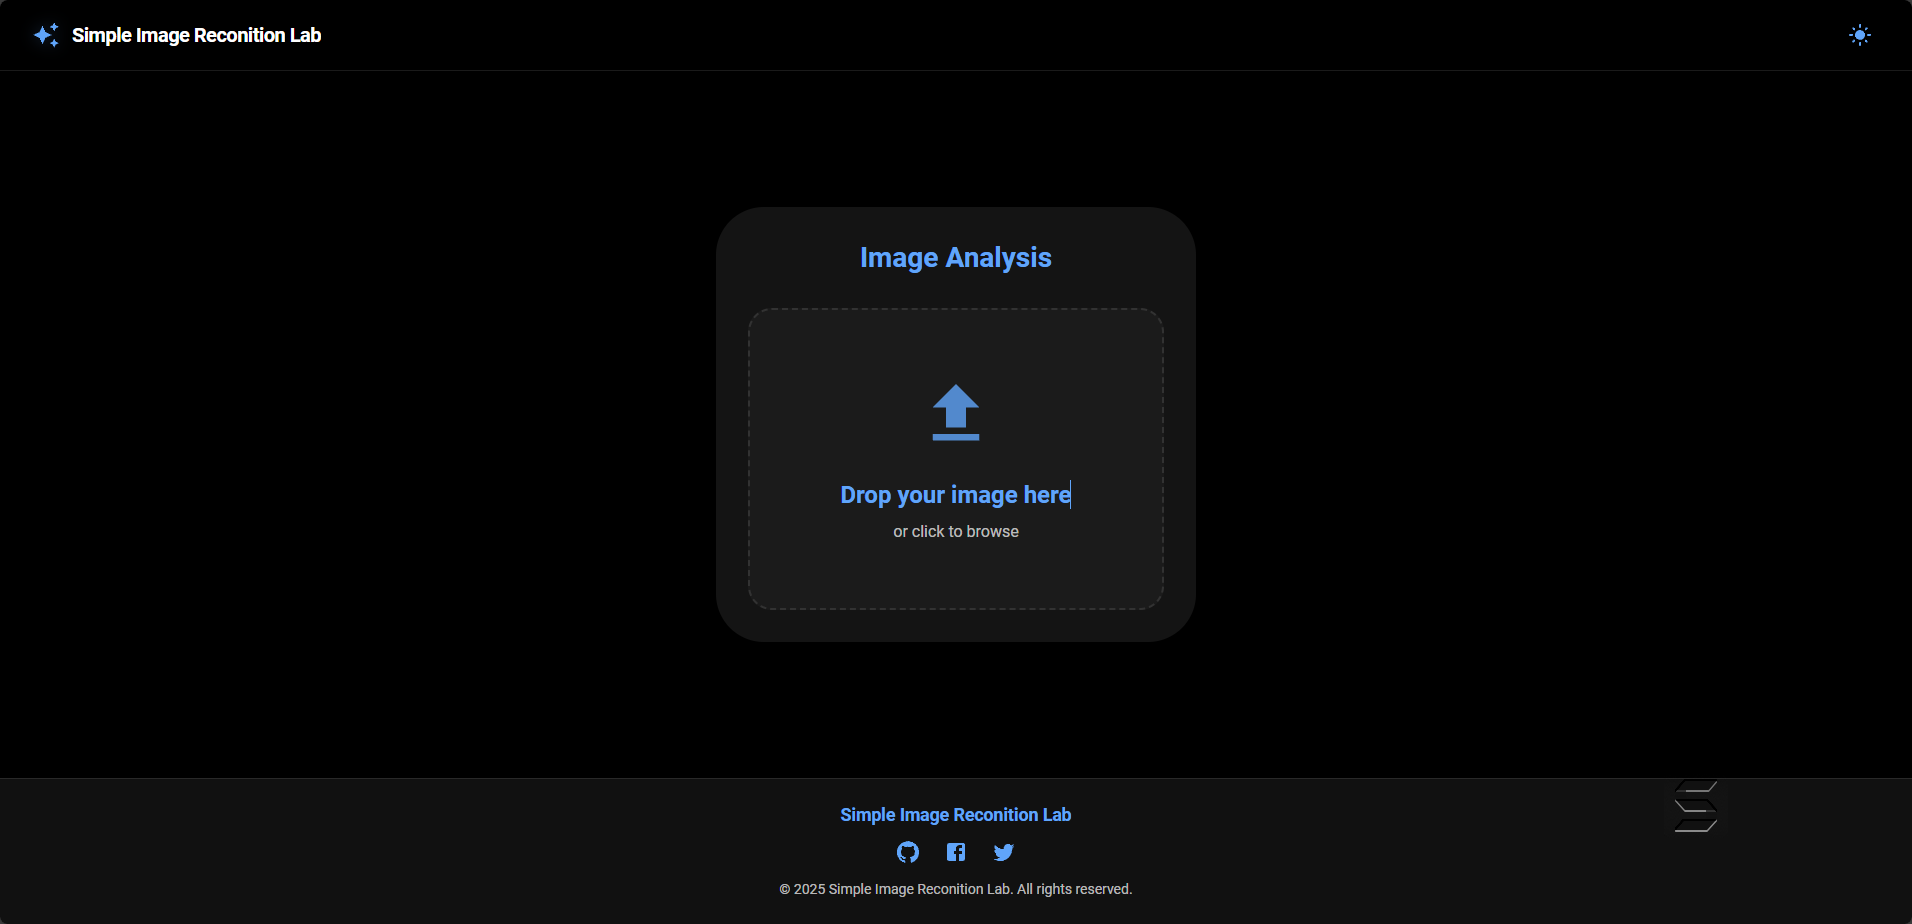 Simple Image Reconition Lab
Image Analysis
Drop your image here
or click to browse
Simple Image Reconition Lab
© 2025 Simple Image Reconition Lab. All rights reserved.